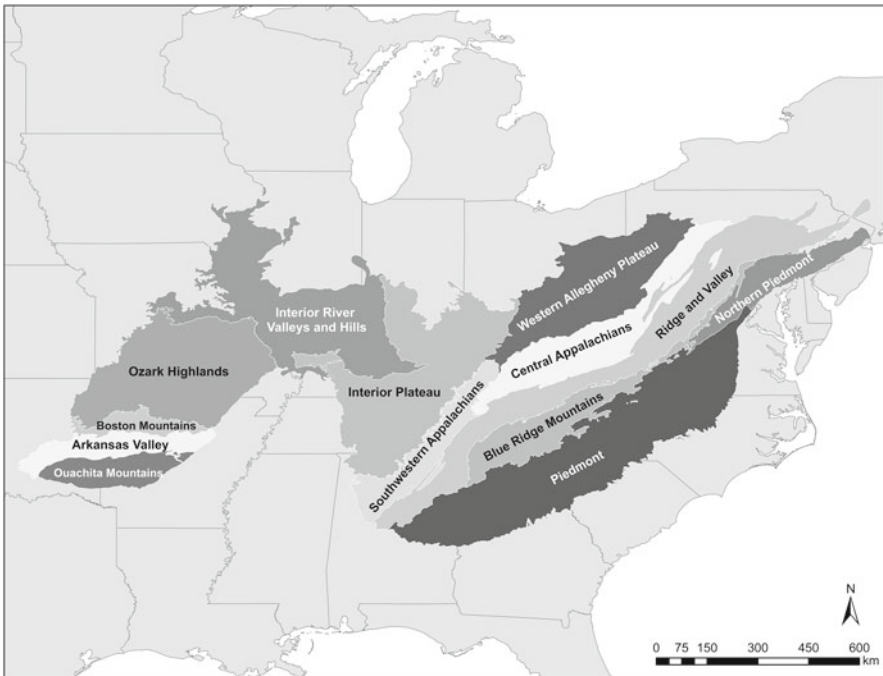 Western Allegheny Plateau
Northern Piedmont
Ridge and Valley
Interior River
Valleys and Hills
Central Appalachians
Ozark Highlands
Interior Plateau
Southwestern Appalachians
Blue Ridge Mountains
Boston Mountains
Arkansas Valley
Ouachita Mountains
Piedmont
N
0 75 150 300 450 600
km